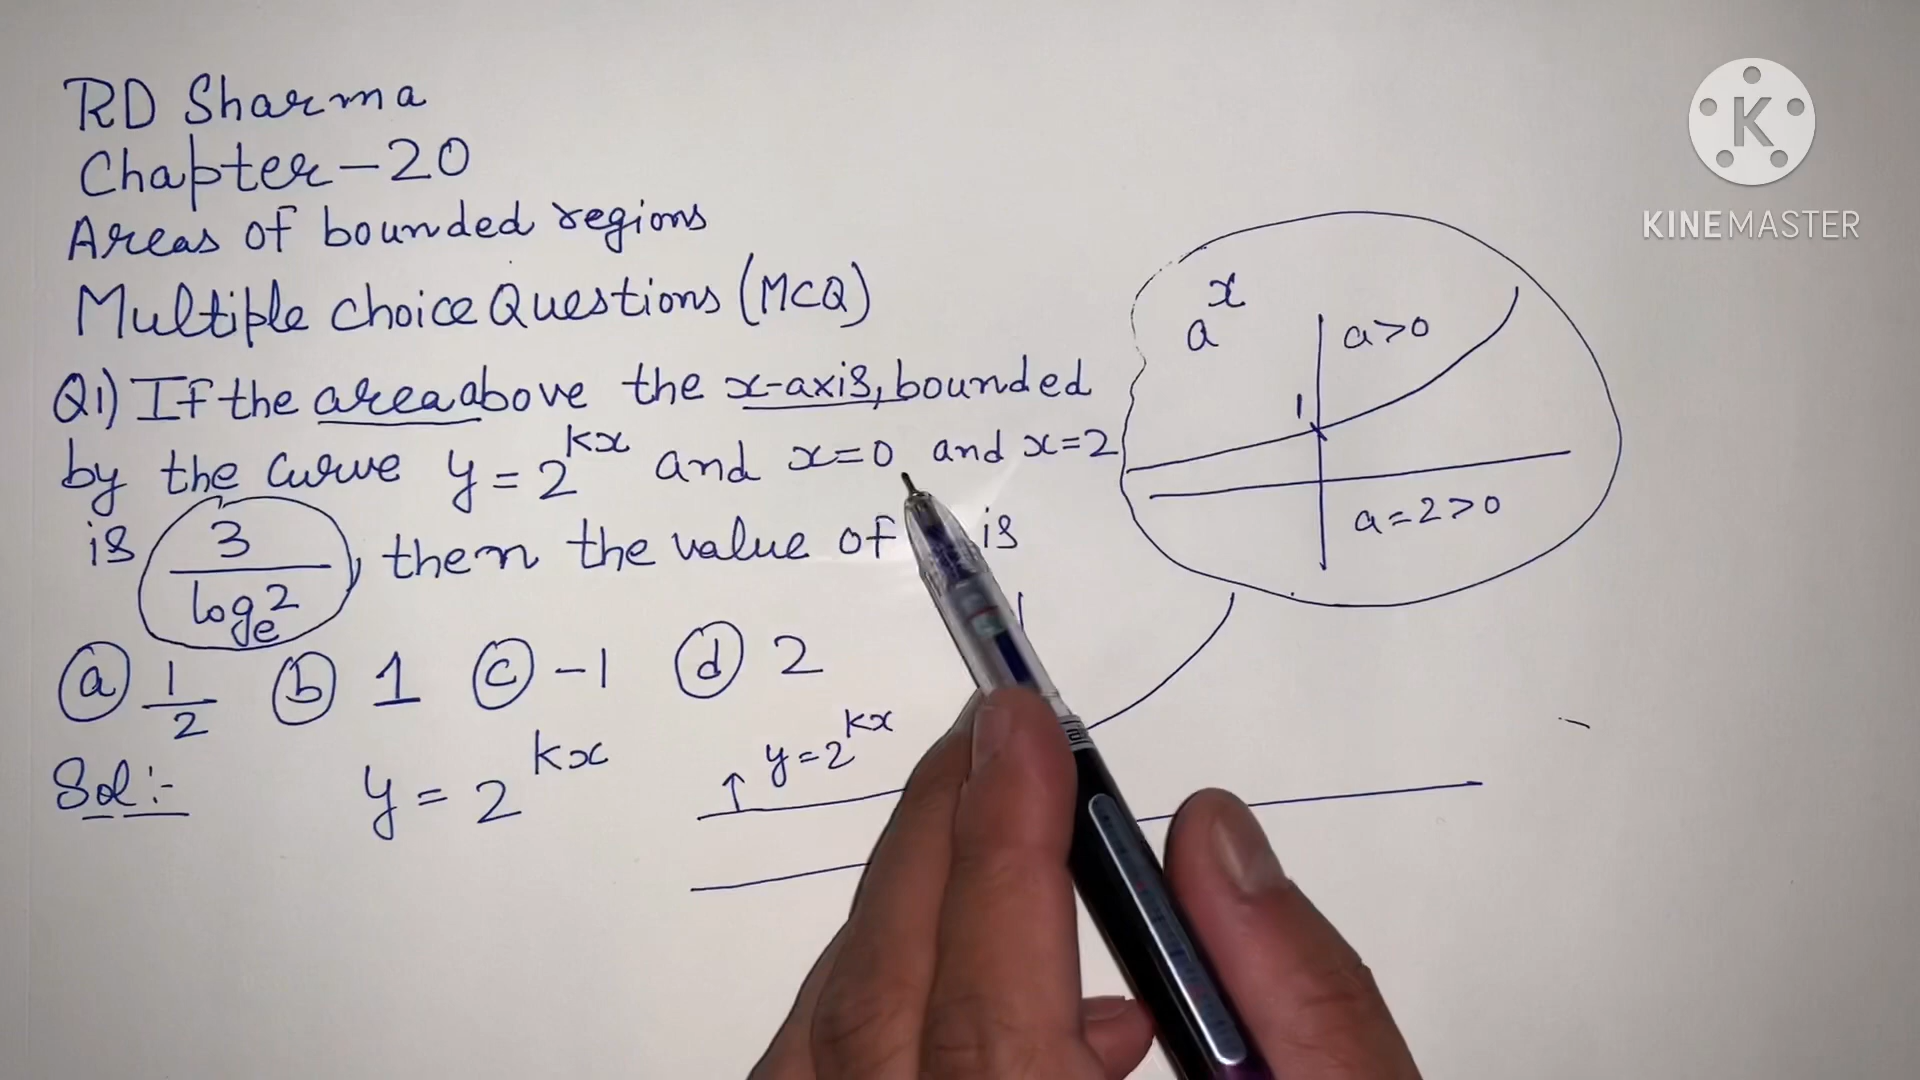 RD Sharma
Chapter-20
Areas of bounded regions
Multiple Choice Questions (MCQ)
Q1) If the area above the x-axis, bounded
by the curve y = 2^kx and x=0 and x=2
is 3/log_e 2, then the value of is
(a) 1/2 (b) 1 (c) -1 (d) 2
Sol:- y = 2^kx
y = 2^kx
a^x
a>0
1
a=2>0
K
KINEMASTER